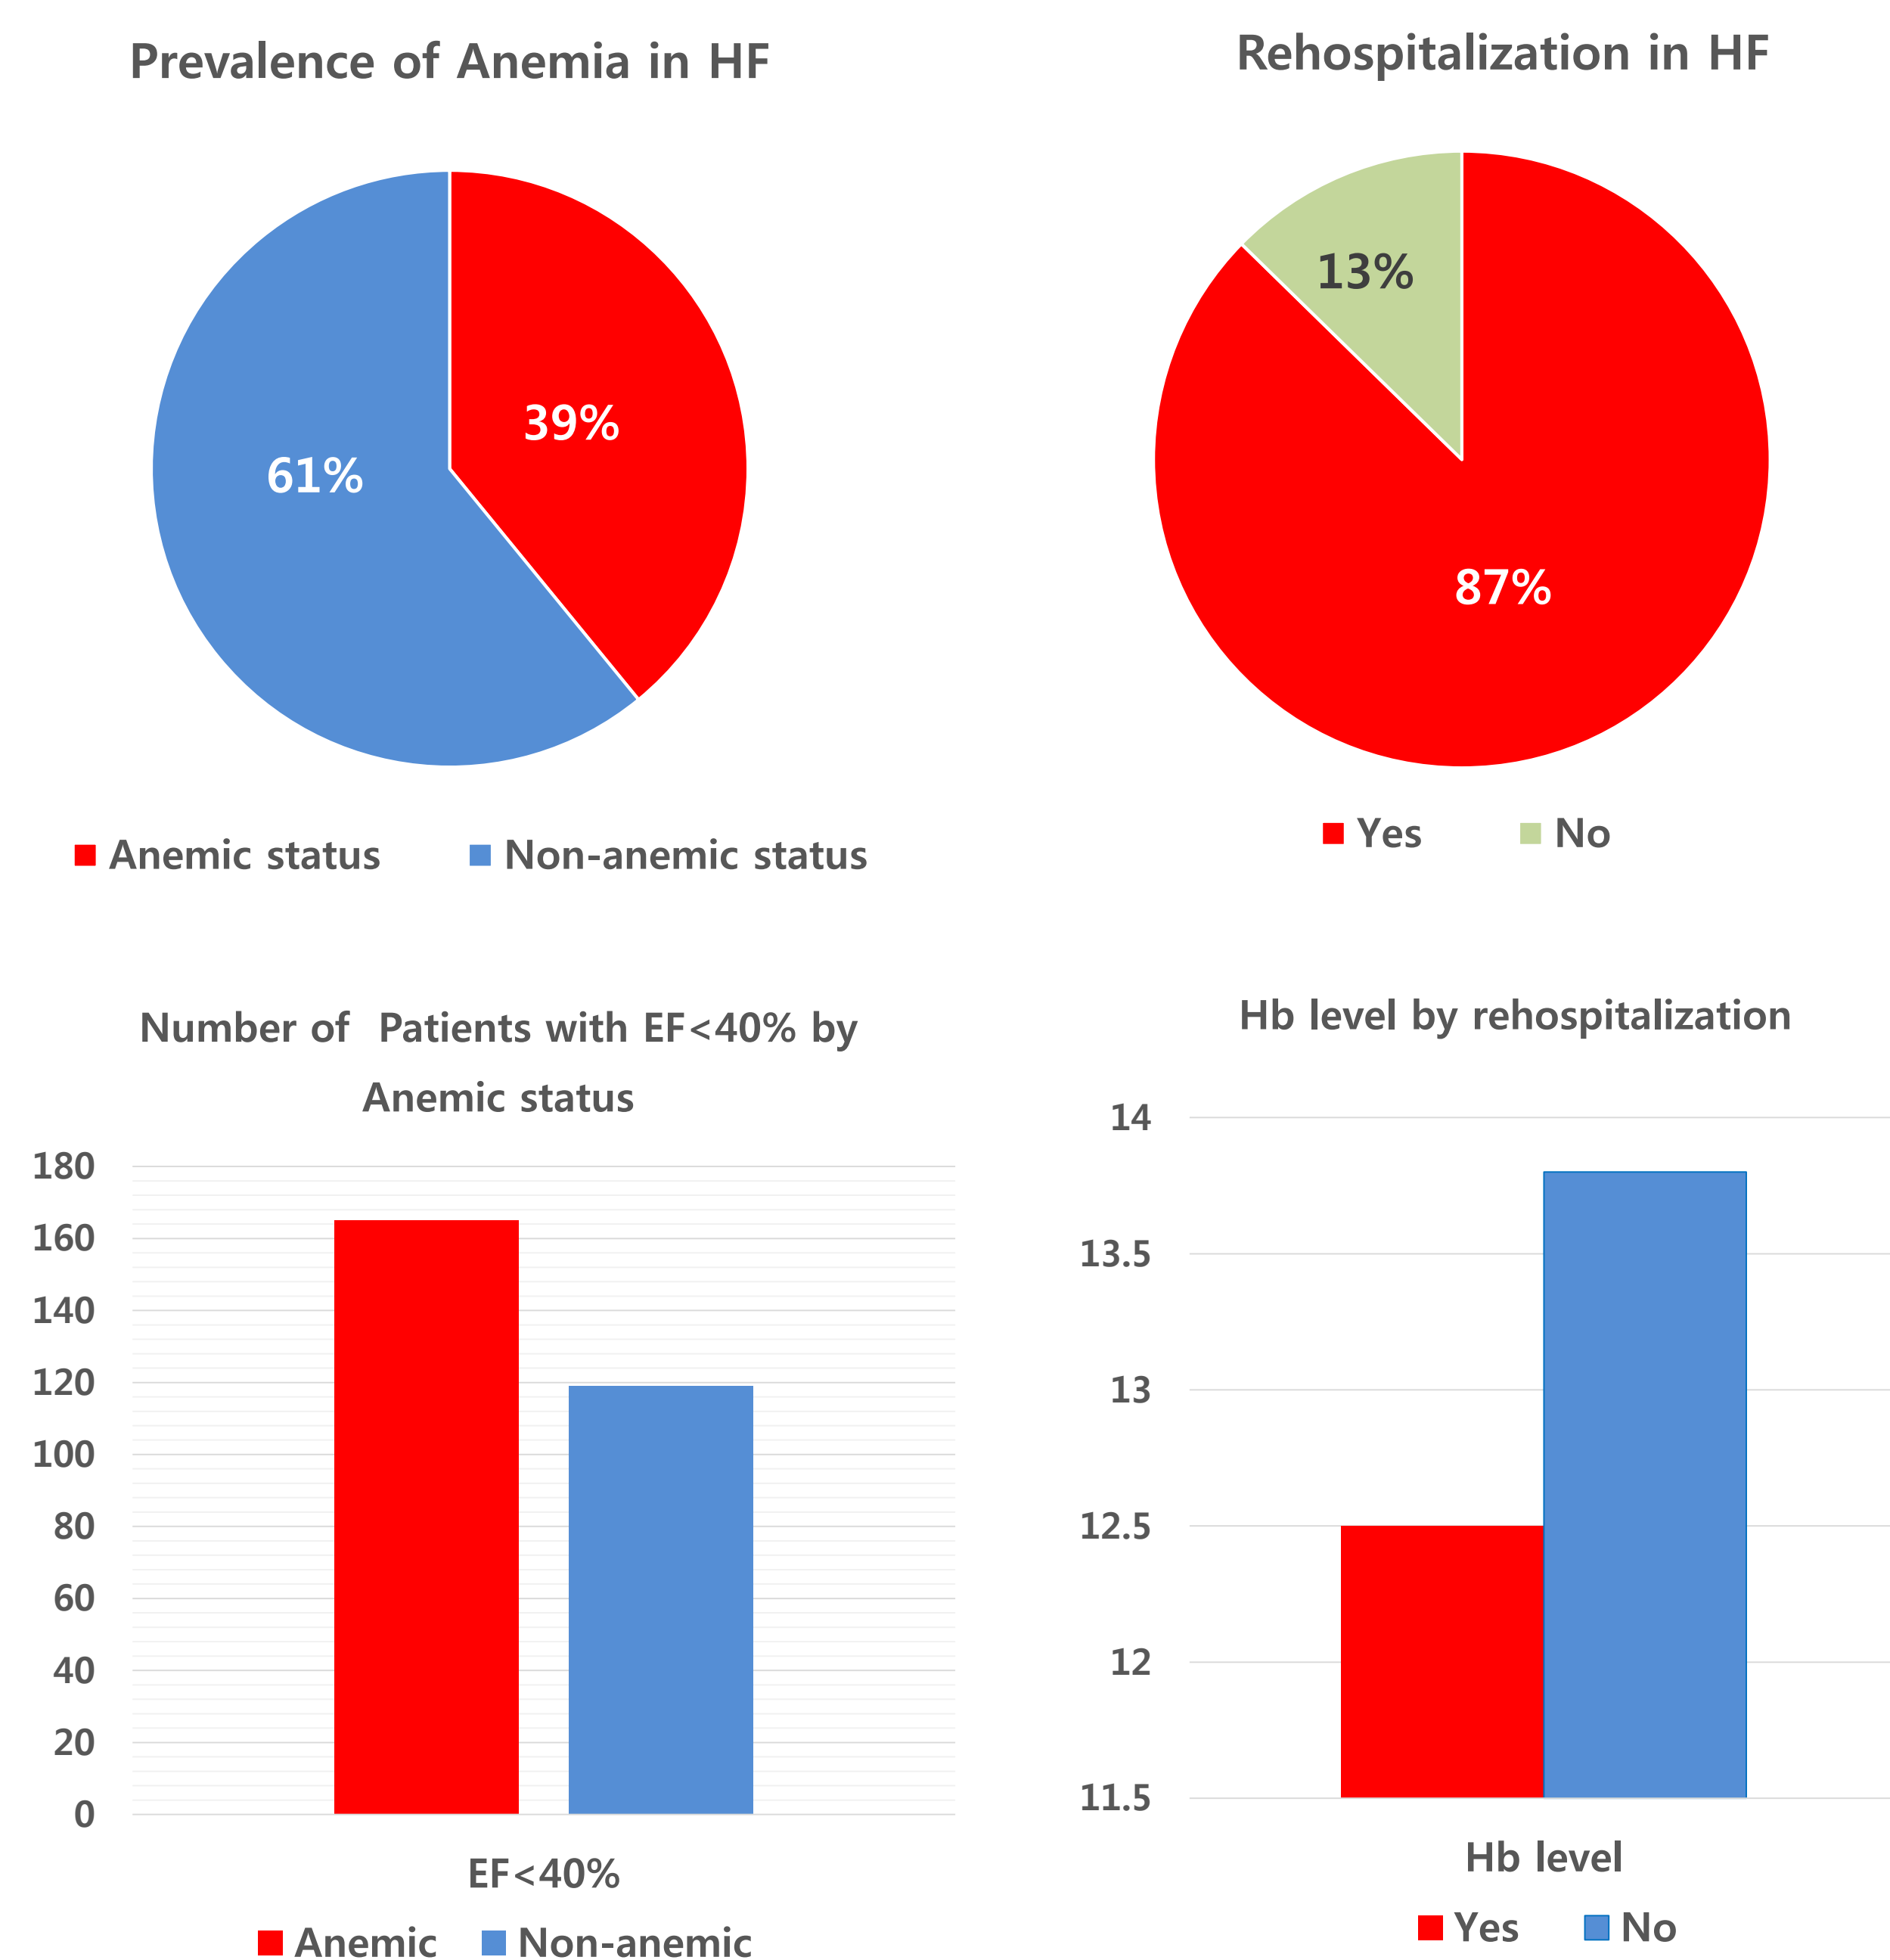 Prevalence of Anemia in HF
39%
61%
Anemic status Non-anemic status
Rehospitalization in HF
13%
87%
Yes No
Number of Patients with EF<40% by
Anemic status
180
160
140
120
100
80
60
40
20
0
EF<40%
Anemic Non-anemic
Hb level by rehospitalization
14
13.5
13
12.5
12
11.5
Hb level
Yes No